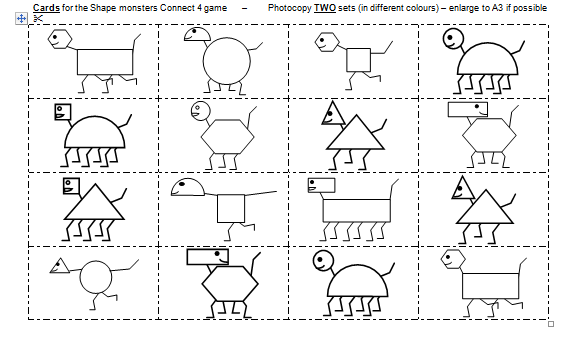 Cards for the Shape monsters Connect 4 game – Photocopy TWO sets (in different colours) – enlarge to A3 if possible